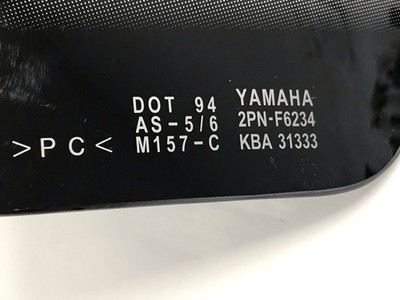 DOT 94 YAMAHA
AS-5/6 2PN-F6234
>PC< M157-C KBA 31333